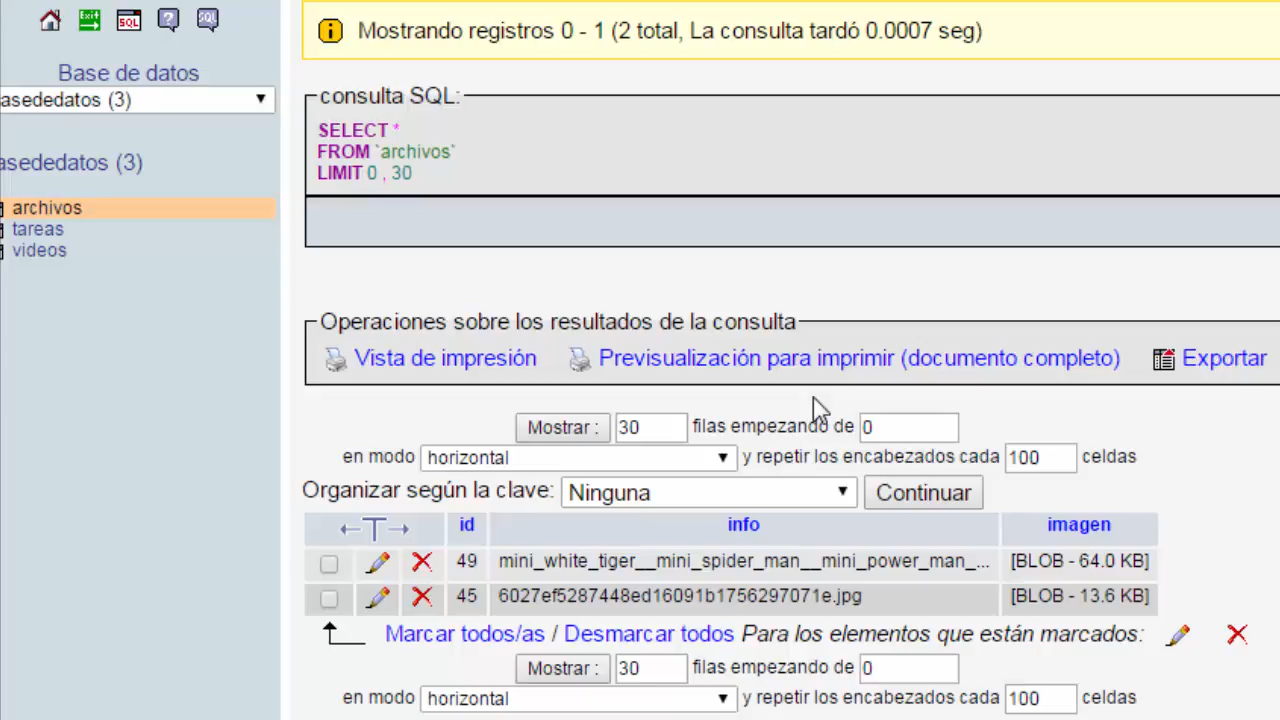 Exit
SQL
?
SQL
Base de datos
asededatos (3)
asededatos (3)
archivos
tareas
videos
Mostrando registros 0 - 1 (2 total, La consulta tardó 0.0007 seg)
consulta SQL:
SELECT *
FROM `archivos`
LIMIT 0 , 30
Operaciones sobre los resultados de la consulta
Vista de impresión Previsualización para imprimir (documento completo) Exportar
Mostrar : 30 filas empezando de 0
en modo horizontal y repetir los encabezados cada 100 celdas
Organizar según la clave: Ninguna Continuar
←T→ id info imagen
49 mini_white_tiger__mini_spider_man__mini_power_man_... [BLOB - 64.0 KB]
45 6027ef5287448ed16091b1756297071e.jpg [BLOB - 13.6 KB]
Marcar todos/as / Desmarcar todos Para los elementos que están marcados:
Mostrar : 30 filas empezando de 0
en modo horizontal y repetir los encabezados cada 100 celdas